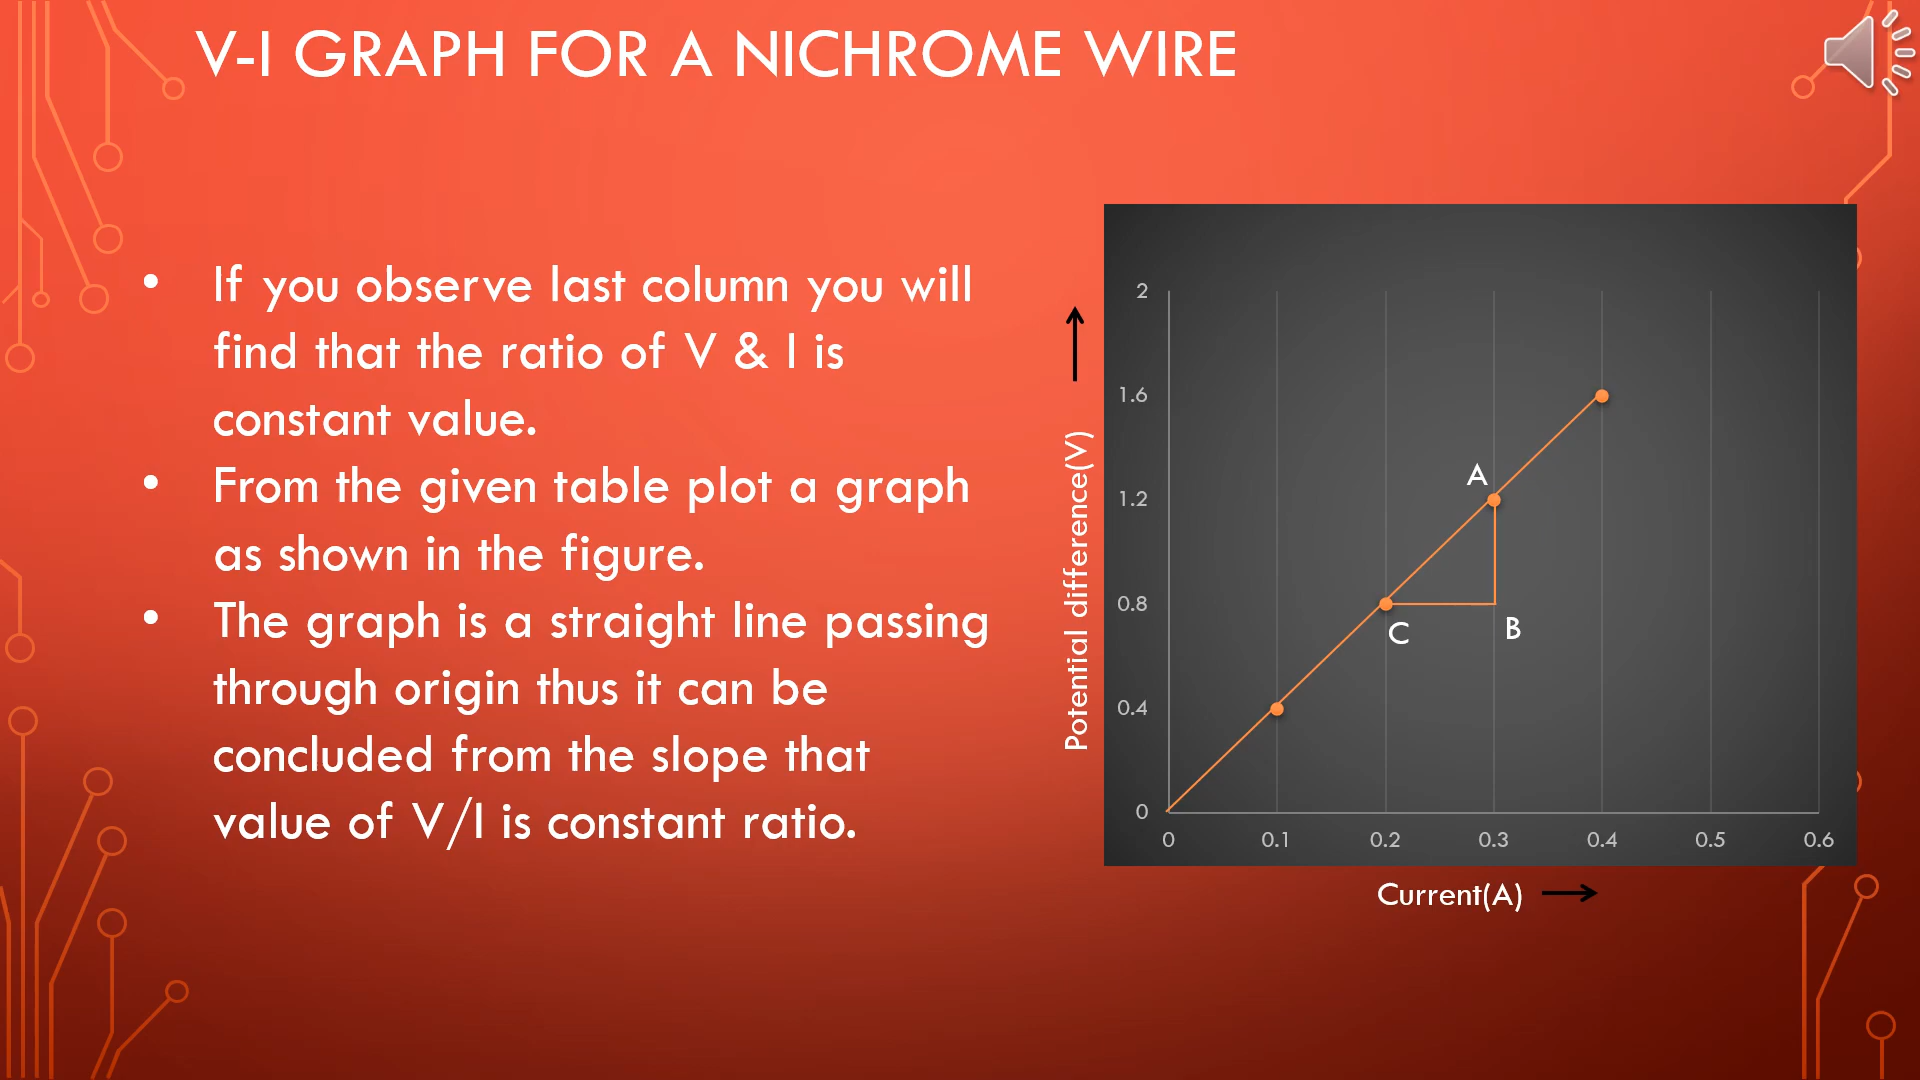 V-I GRAPH FOR A NICHROME WIRE
• If you observe last column you will
find that the ratio of V & I is
constant value.
• From the given table plot a graph
as shown in the figure.
• The graph is a straight line passing
through origin thus it can be
concluded from the slope that
value of V/I is constant ratio.
Potential difference(V)
2
1.6
1.2
0.8
0.4
0
A
C
B
0 0.1 0.2 0.3 0.4 0.5 0.6
Current(A)